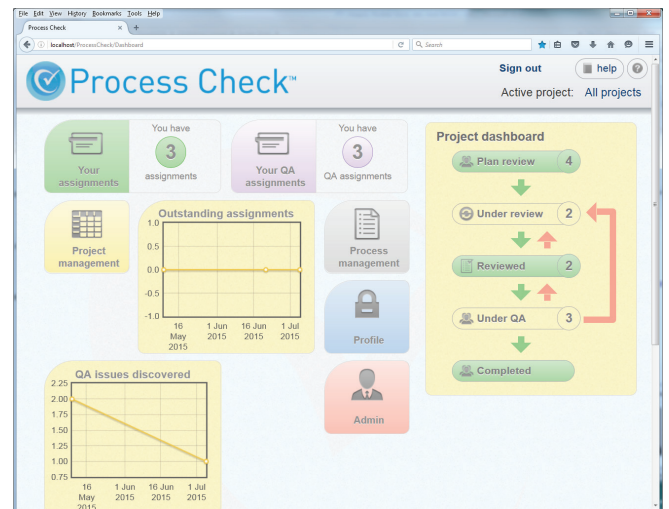 File Edit View History Bookmarks Tools Help
Process Check × +
localhost/ProcessCheck/Dashboard
Search
Process Check™
Sign out
help
?
Active project: All projects
Your
assignments
You have
3
assignments
Your QA
assignments
You have
3
QA assignments
Project
management
Outstanding assignments
1.0
0.5
0.0
-0.5
-1.0
16
May
2015
1 Jun
2015
16 Jun
2015
1 Jul
2015
Process
management
Profile
Admin
QA issues discovered
2.25
2.00
1.75
1.50
1.25
1.00
0.75
16
May
2015
1 Jun
2015
16 Jun
2015
1 Jul
2015
Project dashboard
Plan review 4
Under review 2
Reviewed 2
Under QA 3
Completed